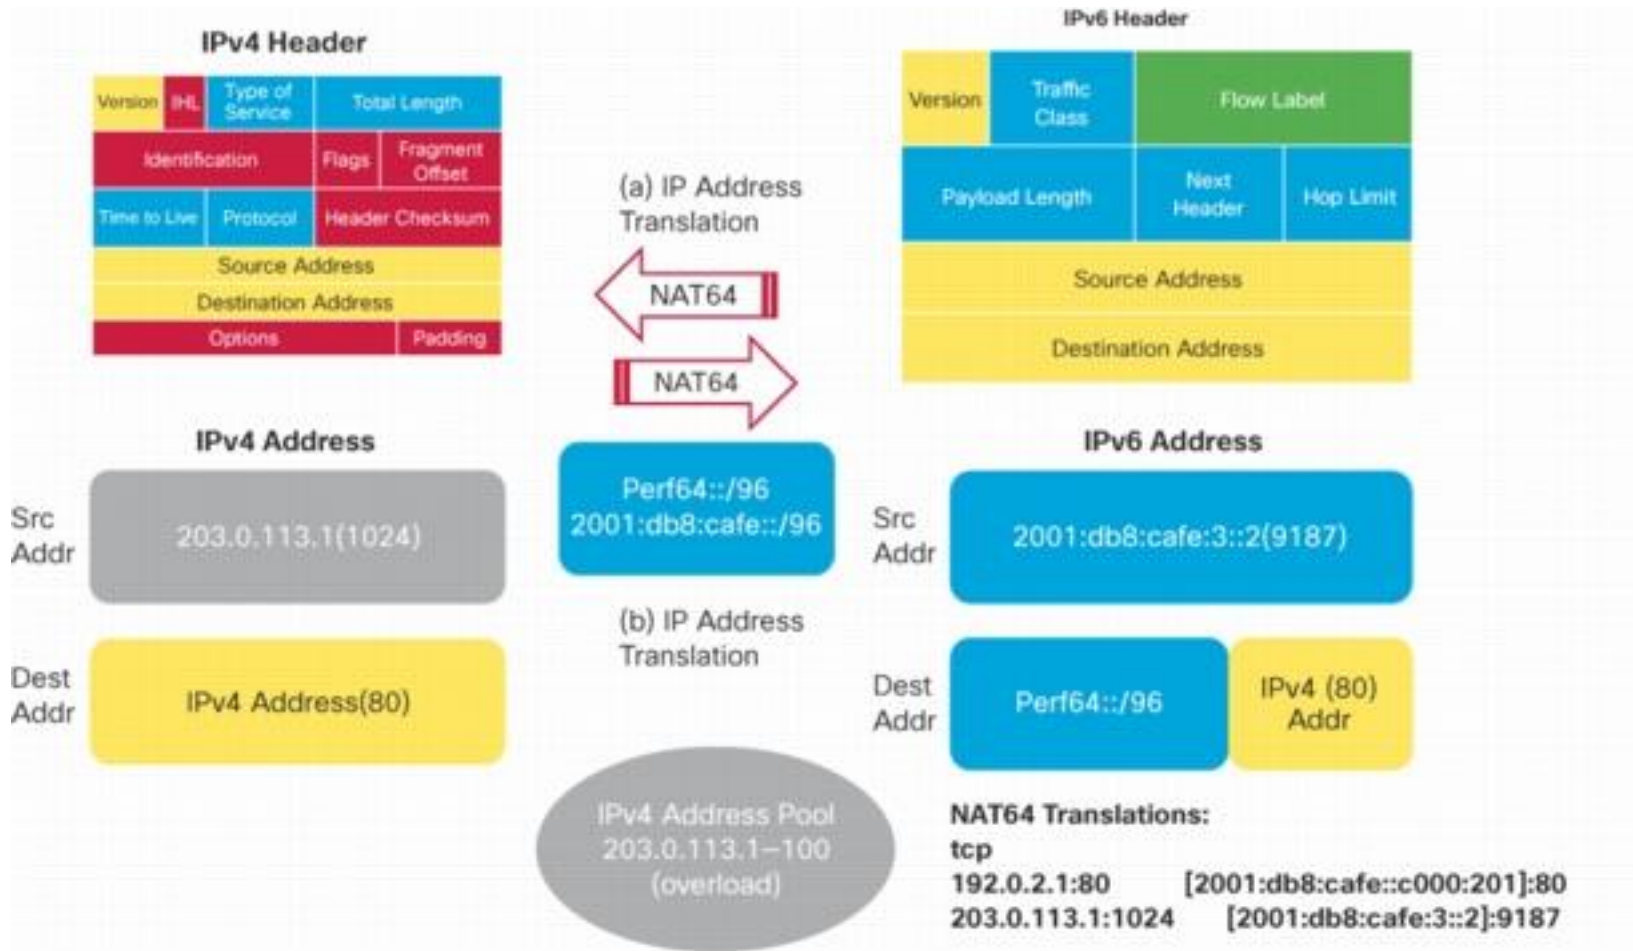 IPv4 Header
Version IHL Type of Service Total Length
Identification Flags Fragment Offset
Time to Live Protocol Header Checksum
Source Address
Destination Address
Options Padding
IPv6 Header
Version Traffic Class Flow Label
Payload Length Next Header Hop Limit
Source Address
Destination Address
(a) IP Address
Translation
NAT64
NAT64
IPv4 Address
Src
Addr
203.0.113.1(1024)
Dest
Addr
IPv4 Address(80)
Perf64::/96
2001:db8:cafe::/96
(b) IP Address
Translation
IPv4 Address Pool
203.0.113.1–100
(overload)
IPv6 Address
Src
Addr
2001:db8:cafe:3::2(9187)
Dest
Addr
Perf64::/96
IPv4 (80)
Addr
NAT64 Translations:
tcp
192.0.2.1:80 [2001:db8:cafe::c000:201]:80
203.0.113.1:1024 [2001:db8:cafe:3::2]:9187